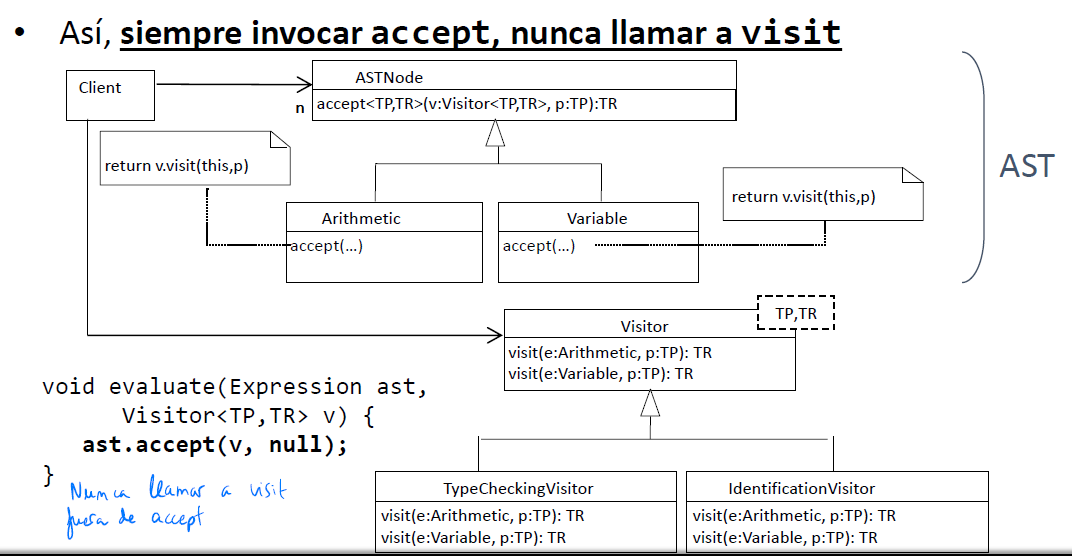 • Así, siempre invocar accept, nunca llamar a visit
Client
ASTNode
n
accept<TP,TR>(v:Visitor<TP,TR>, p:TP):TR
return v.visit(this,p)
return v.visit(this,p)
AST
Arithmetic
accept(...)
Variable
accept(...)
TP,TR
Visitor
visit(e:Arithmetic, p:TP): TR
visit(e:Variable, p:TP): TR
void evaluate(Expression ast,
Visitor<TP,TR> v) {
ast.accept(v, null);
}
Nunca llamar a visit
fuera de accept
TypeCheckingVisitor
visit(e:Arithmetic, p:TP): TR
visit(e:Variable, p:TP): TR
IdentificationVisitor
visit(e:Arithmetic, p:TP): TR
visit(e:Variable, p:TP): TR